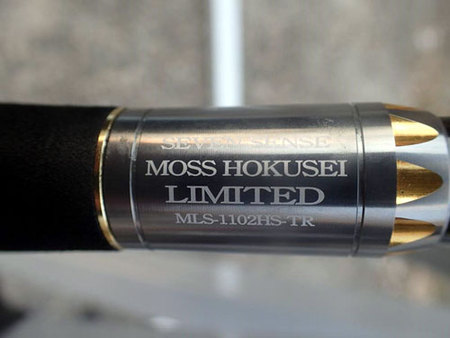 SEVEN SENSE
MOSS HOKUSEI
LIMITED
MLS-1102HS-TR